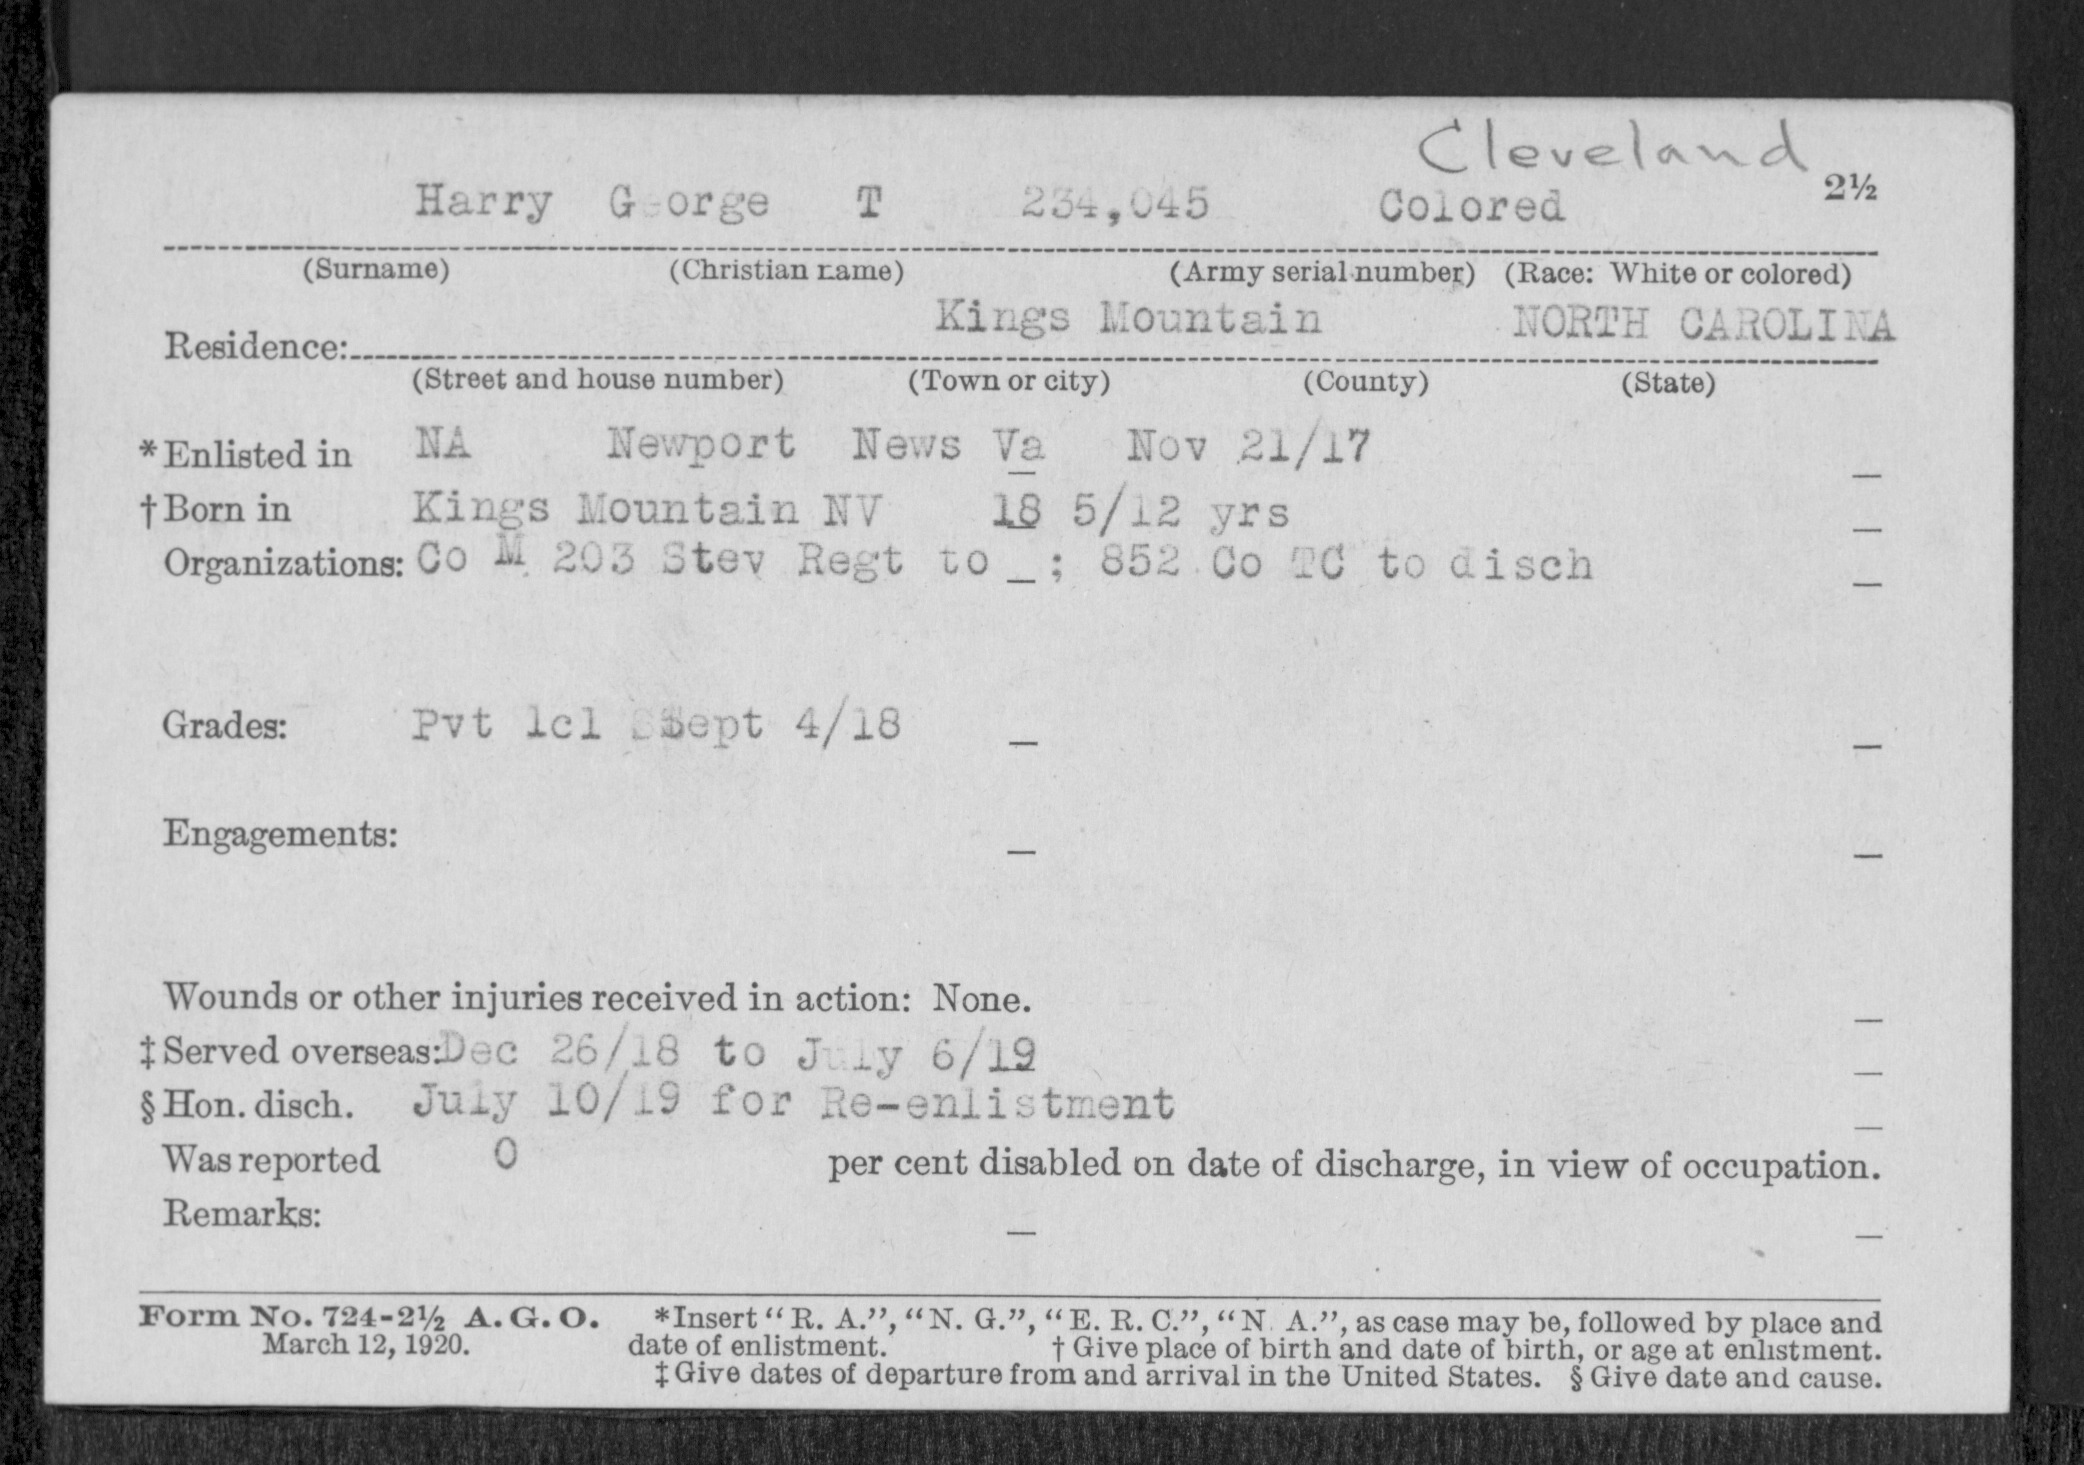 Cleveland
Harry George T 234,045 Colored 2½
(Surname) (Christian name) (Army serial number) (Race: White or colored)
Kings Mountain NORTH CAROLINA
Residence:
(Street and house number) (Town or city) (County) (State)
*Enlisted in NA Newport News Va Nov 21/17
†Born in Kings Mountain NV 18 5/12 yrs
Organizations: Co M 203 Stev Regt to _; 852 Co TC to disch
Grades: Pvt 1cl Sept 4/18
Engagements:
Wounds or other injuries received in action: None.
‡Served overseas: Dec 26/18 to July 6/19
§Hon. disch. July 10/19 for Re-enlistment
Was reported 0 per cent disabled on date of discharge, in view of occupation.
Remarks:
Form No. 724-2½ A. G. O. *Insert "R. A.", "N. G.", "E. R. C.", "N. A.", as case may be, followed by place and
March 12, 1920. date of enlistment. †Give place of birth and date of birth, or age at enlistment.
‡Give dates of departure from and arrival in the United States. §Give date and cause.